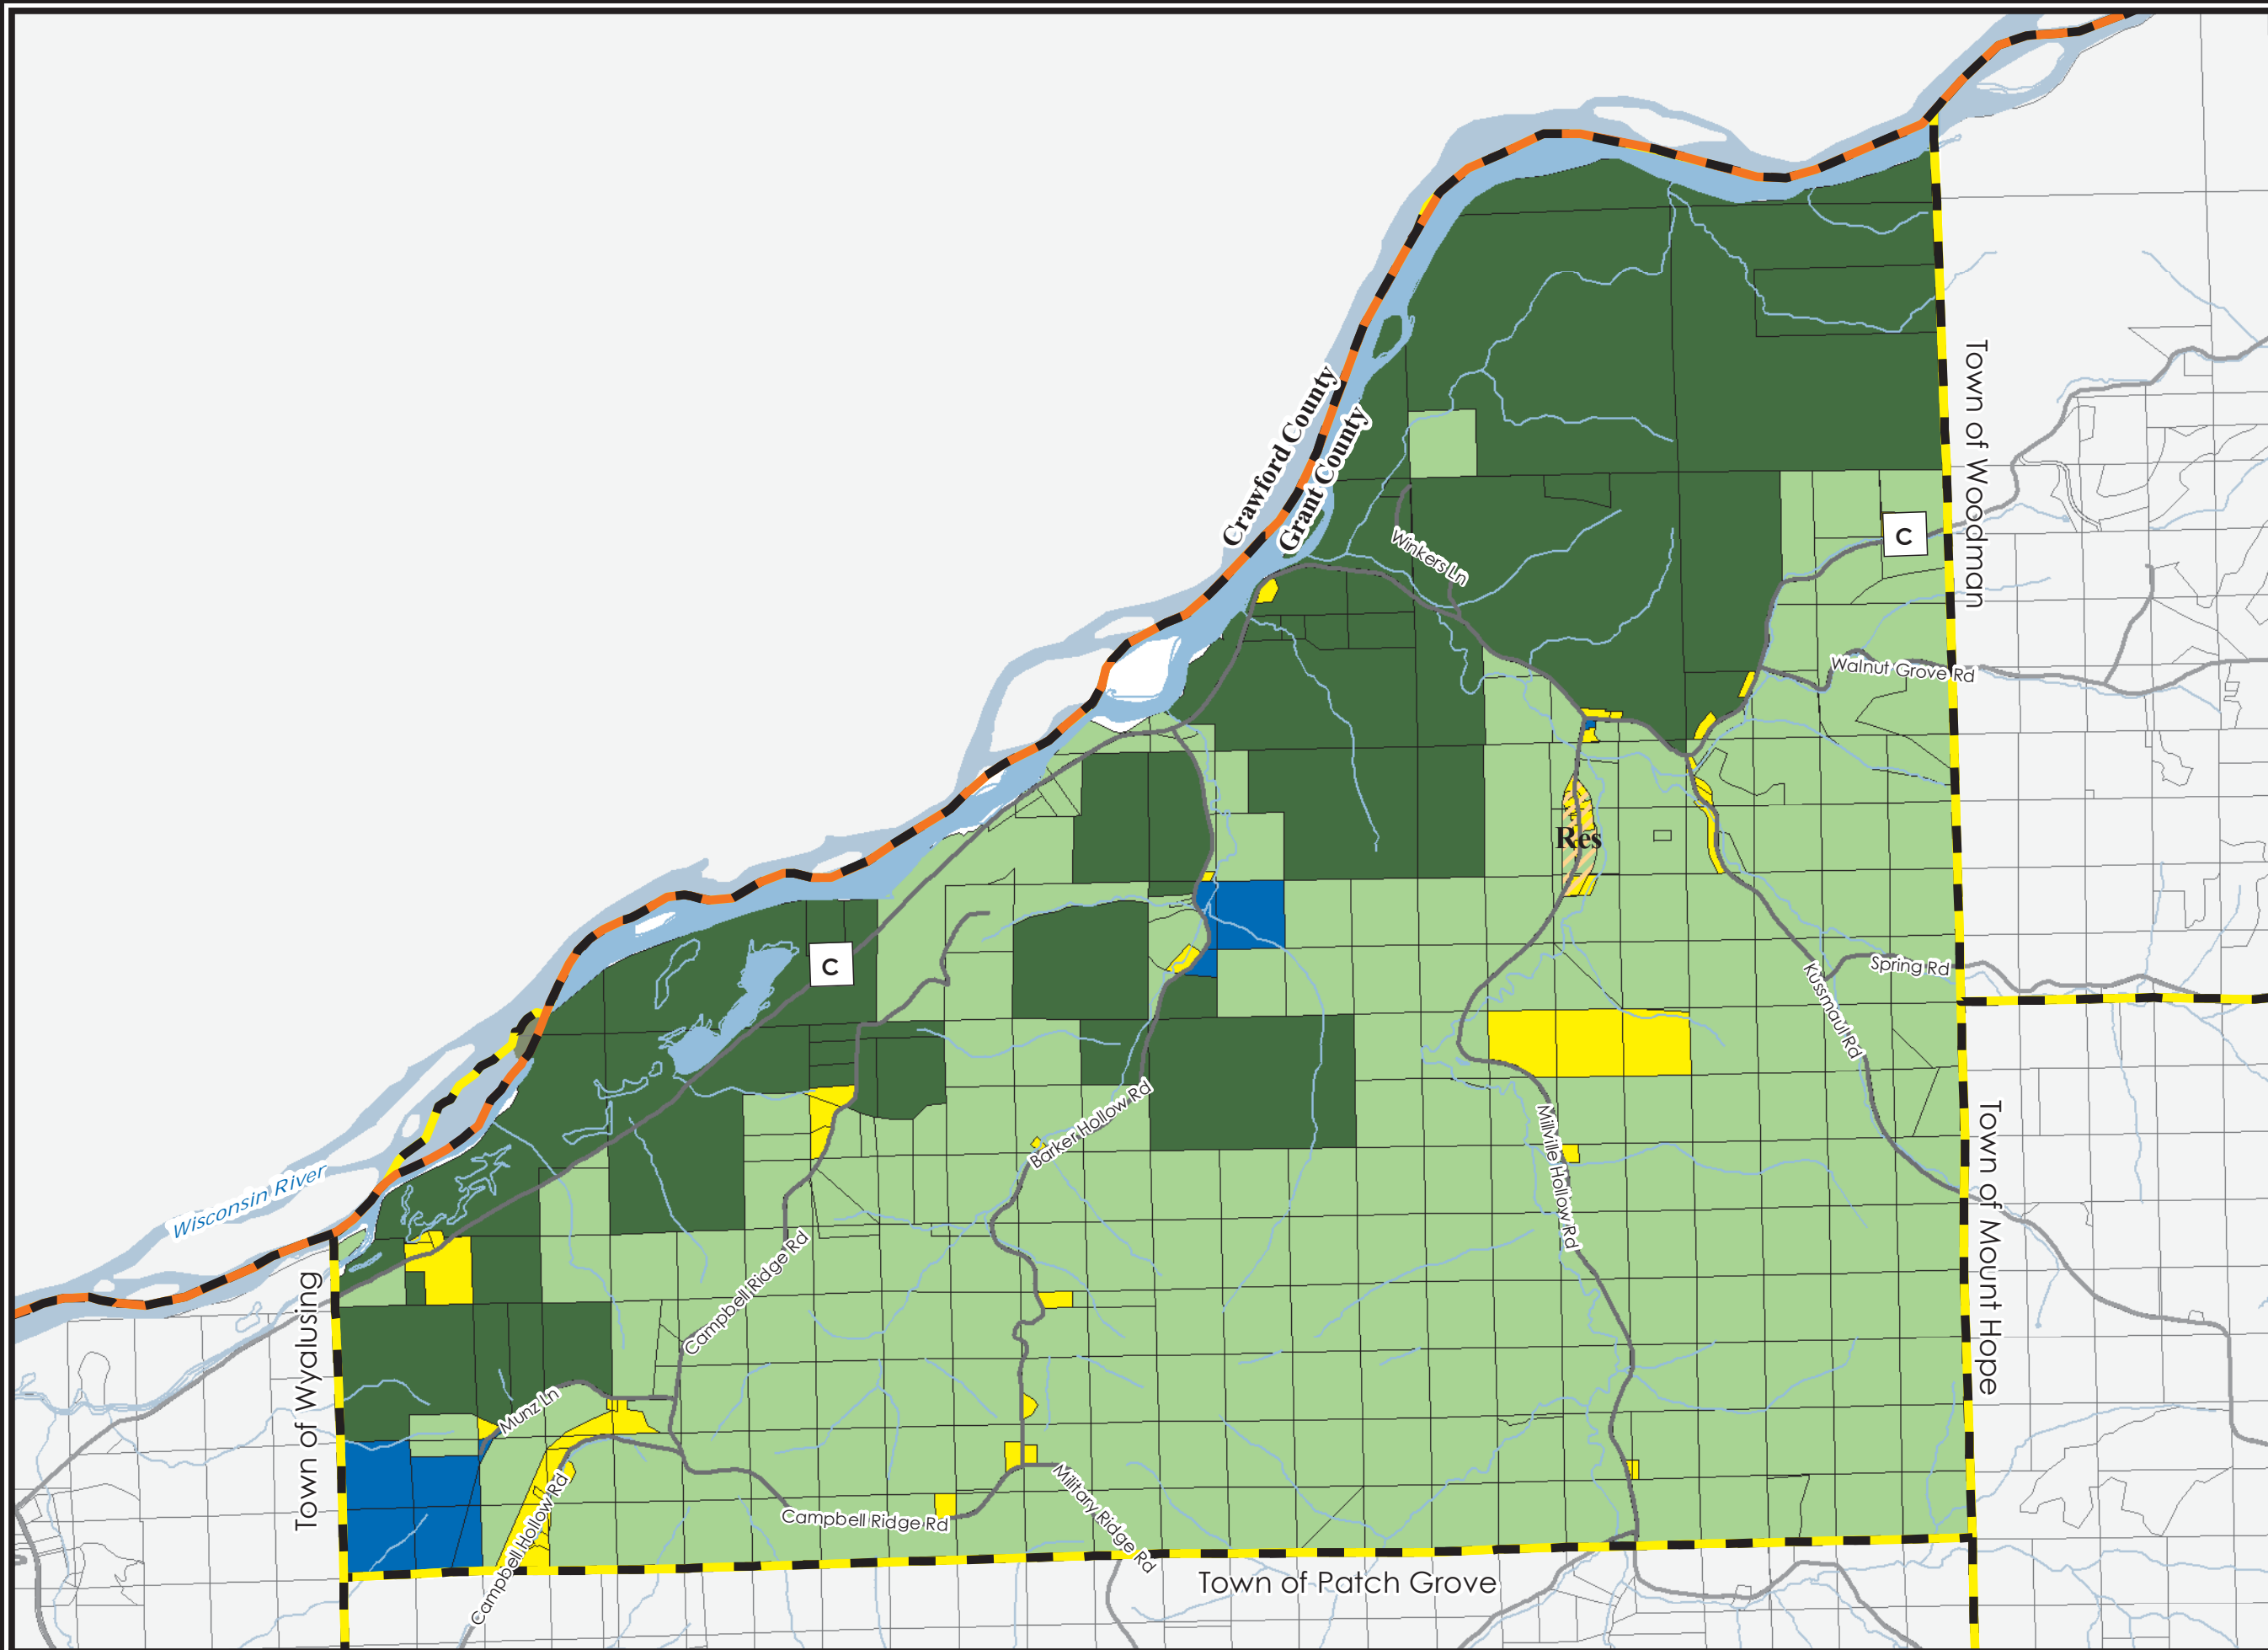 Crawford County
Grant County
Town of Woodman
C
Winkers Ln
Walnut Grove Rd
Res
C
Spring Rd
Kussmaul Rd
Barker Hollow Rd
Millville Hollow Rd
Town of Mount Hope
Wisconsin River
Campbell Ridge Rd
Town of Wyalusing
Munz Ln
Campbell Hollow Rd
Campbell Ridge Rd
Military Ridge Rd
Town of Patch Grove